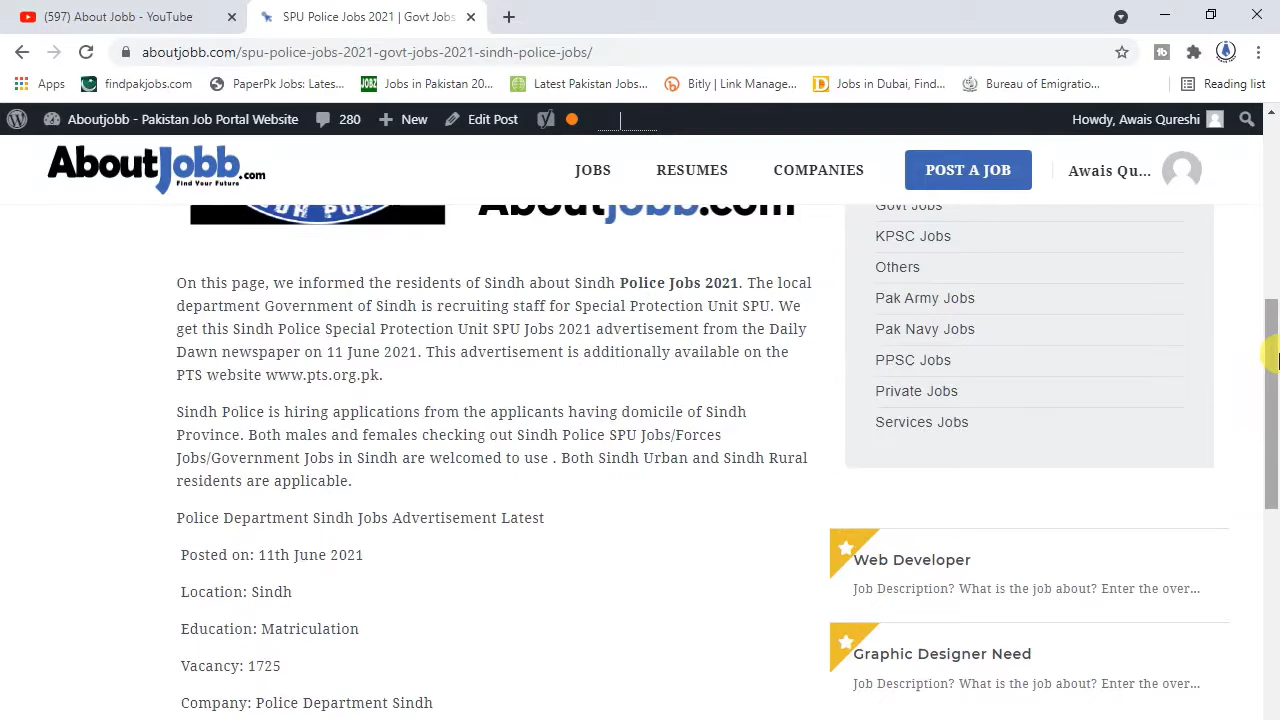 (597) About Jobb - YouTube
SPU Police Jobs 2021 | Govt Jobs
aboutjobb.com/spu-police-jobs-2021-govt-jobs-2021-sindh-police-jobs/
Apps findpakjobs.com PaperPk Jobs: Lates... Jobs in Pakistan 20... Latest Pakistan Jobs... Bitly | Link Manage... Jobs in Dubai, Find... Bureau of Emigratio... Reading list
Aboutjobb - Pakistan Job Portal Website 280 New Edit Post Howdy, Awais Qureshi
AboutJobb.com
Find Your Future
JOBS RESUMES COMPANIES POST A JOB Awais Qu...
AboutJobb.com
Govt Jobs
KPSC Jobs
Others
Pak Army Jobs
Pak Navy Jobs
PPSC Jobs
Private Jobs
Services Jobs
On this page, we informed the residents of Sindh about Sindh Police Jobs 2021. The local
department Government of Sindh is recruiting staff for Special Protection Unit SPU. We
get this Sindh Police Special Protection Unit SPU Jobs 2021 advertisement from the Daily
Dawn newspaper on 11 June 2021. This advertisement is additionally available on the
PTS website www.pts.org.pk.
Sindh Police is hiring applications from the applicants having domicile of Sindh
Province. Both males and females checking out Sindh Police SPU Jobs/Forces
Jobs/Government Jobs in Sindh are welcomed to use . Both Sindh Urban and Sindh Rural
residents are applicable.
Police Department Sindh Jobs Advertisement Latest
Posted on: 11th June 2021
Location: Sindh
Education: Matriculation
Vacancy: 1725
Company: Police Department Sindh
Web Developer
Job Description? What is the job about? Enter the over...
Graphic Designer Need
Job Description? What is the job about? Enter the over...